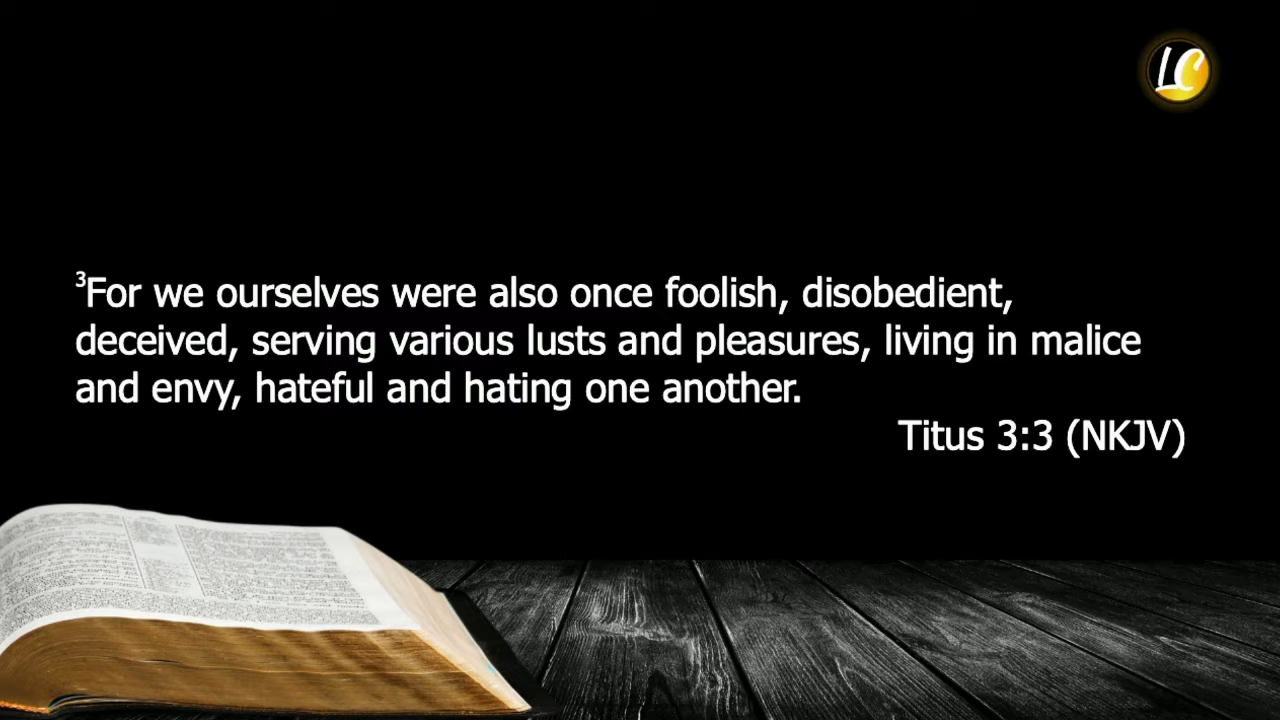 LC
³For we ourselves were also once foolish, disobedient,
deceived, serving various lusts and pleasures, living in malice
and envy, hateful and hating one another.
Titus 3:3 (NKJV)